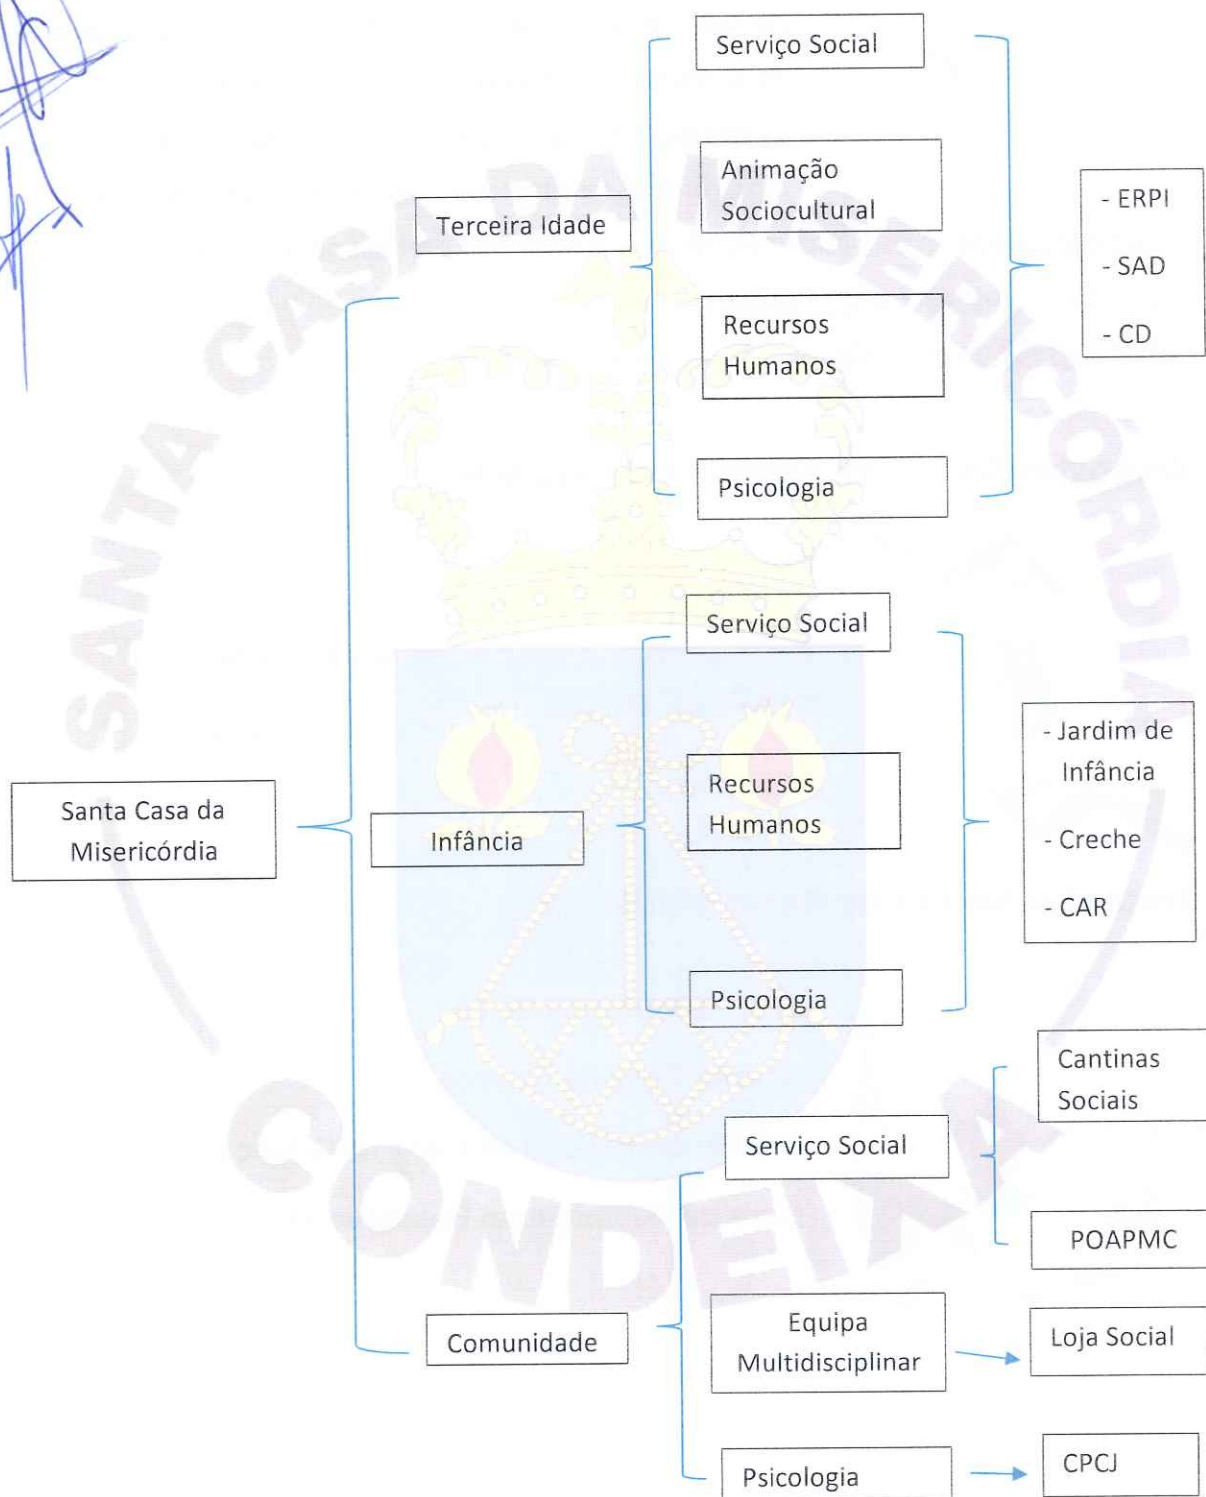 Serviço Social
Animação
Sociocultural
Terceira Idade
- ERPI
- SAD
- CD
Recursos
Humanos
Psicologia
Serviço Social
Recursos
Humanos
- Jardim de
Infância
- Creche
- CAR
Santa Casa da
Misericórdia
Infância
Psicologia
Cantinas
Sociais
Serviço Social
POAPMC
Comunidade
Equipa
Multidisciplinar
Loja Social
Psicologia
CPCJ
SANTA CASA DA MISERICÓRDIA
CONDEIXA